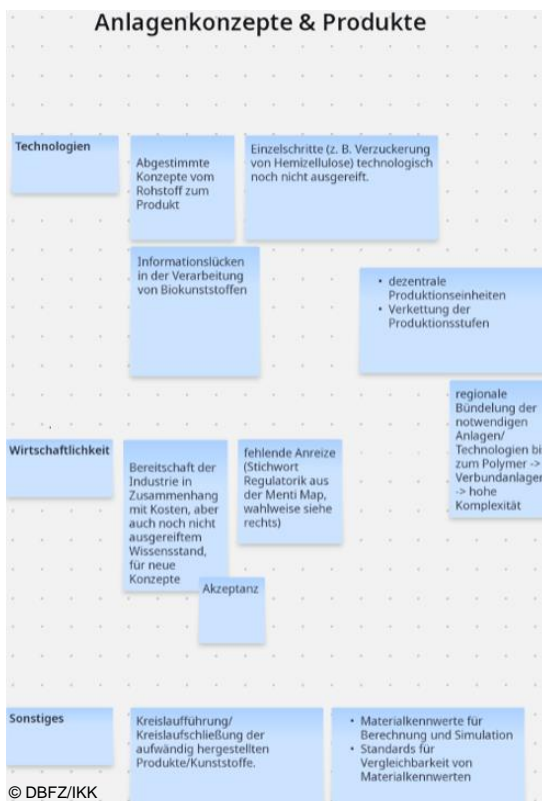 Anlagenkonzepte & Produkte
Technologien
Abgestimmte
Konzepte vom
Rohstoff zum
Produkt
Einzelschritte (z. B. Verzuckerung
von Hemizellulose) technologisch
noch nicht ausgereift.
Informationslücken
in der Verarbeitung
von Biokunststoffen
• dezentrale
Produktionseinheiten
• Verkettung der
Produktionsstufen
regionale
Bündelung der
notwendigen
Anlagen/
Technologien bi
zum Polymer ->
Verbundanlager
-> hohe
Komplexität
Wirtschaftlichkeit
Bereitschaft der
Industrie in
Zusammenhang
mit Kosten, aber
auch noch nicht
ausgereiftem
Wissensstand,
für neue
Konzepte
fehlende Anreize
(Stichwort
Regulatorik aus
der Menti Map,
wahlweise siehe
rechts)
Akzeptanz
Sonstiges
Kreislaufführung/
Kreislaufschließung der
aufwändig hergestellten
Produkte/Kunststoffe.
• Materialkennwerte für
Berechnung und Simulation
• Standards für
Vergleichbarkeit von
Materialkennwerten
© DBFZ/IKK